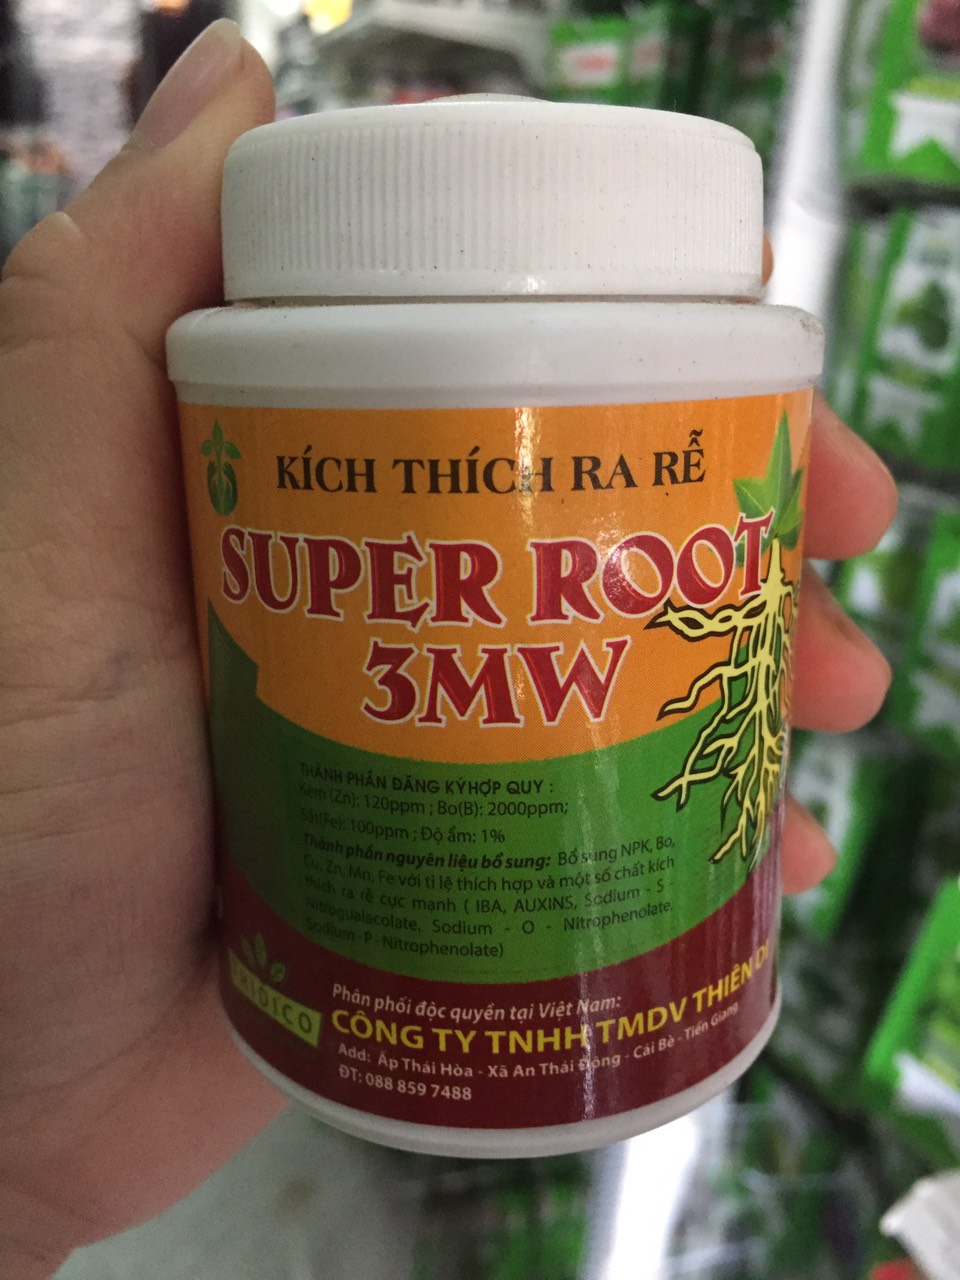 KÍCH THÍCH RA RỄ
SUPER ROOT
3MW
THÀNH PHẦN ĐĂNG KÝ HỢP QUY :
Kẽm (Zn): 120ppm ; Bo(B): 2000ppm;
Sắt(Fe): 100ppm ; Độ ẩm: 1%
Thành phần nguyên liệu bổ sung: Bổ sung NPK, Bo,
Cu, Zn, Mn, Fe với tỉ lệ thích hợp và một số chất kích
thích ra rễ cực mạnh ( IBA, AUXINS, Sodium - S -
Nitrogualacolate, Sodium - O - Nitrophenolate,
Sodium - P - Nitrophenolate)
THIDICO
Phân phối độc quyền tại Việt Nam:
CÔNG TY TNHH TMDV THIÊN DI
Add: Ấp Thái Hòa - Xã An Thái Đông - Cái Bè - Tiền Giang
ĐT: 088 859 7488